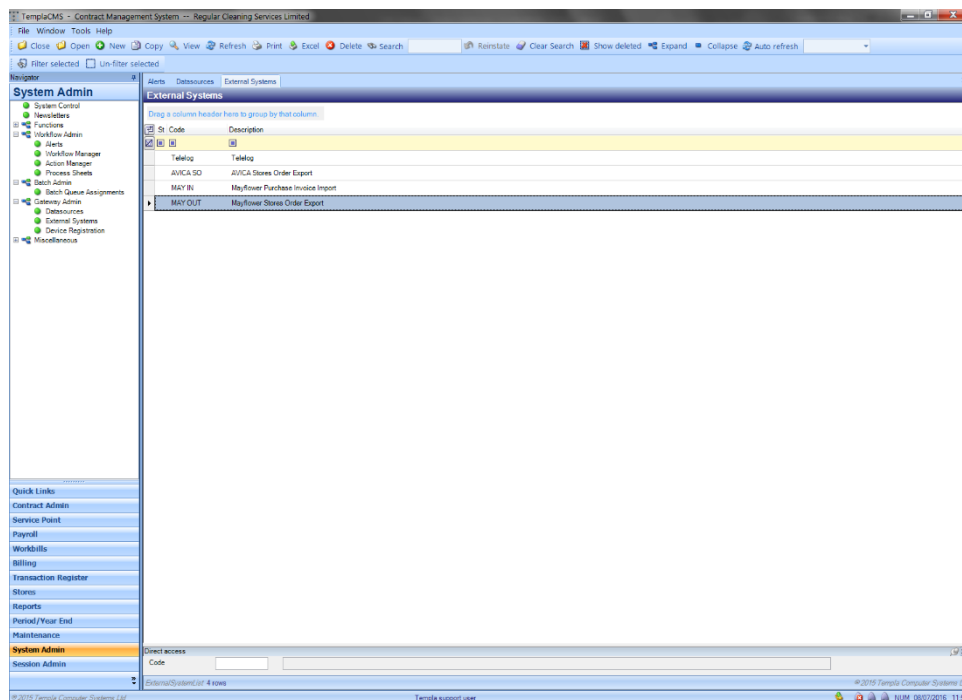 TemplaCMS - Contract Management System -- Regular Cleaning Services Limited
File Window Tools Help
Close Open New Copy View Refresh Print Excel Delete Search Reinstate Clear Search Show deleted Expand Collapse Auto refresh
Filter selected Un-filter selected
Navigator
System Admin
System Control
Newsletters
Functions
Workflow Admin
Alerts
Workflow Manager
Action Manager
Process Sheets
Batch Admin
Batch Queue Assignments
Gateway Admin
Datasources
External Systems
Device Registration
Miscellaneous
Quick Links
Contract Admin
Service Point
Payroll
Workbills
Billing
Transaction Register
Stores
Reports
Period/Year End
Maintenance
System Admin
Session Admin
Alerts Datasources External Systems
External Systems
Drag a column header here to group by that column.
St Code Description
Telelog Telelog
AVICA SO AVICA Stores Order Export
MAY IN Mayflower Purchase Invoice Import
MAY OUT Mayflower Stores Order Export
Direct access
Code
ExternalSystemList 4 rows
© 2015 Templa Computer Systems
© 2015 Templa Computer Systems Ltd Templa support user NUM 08/07/2016